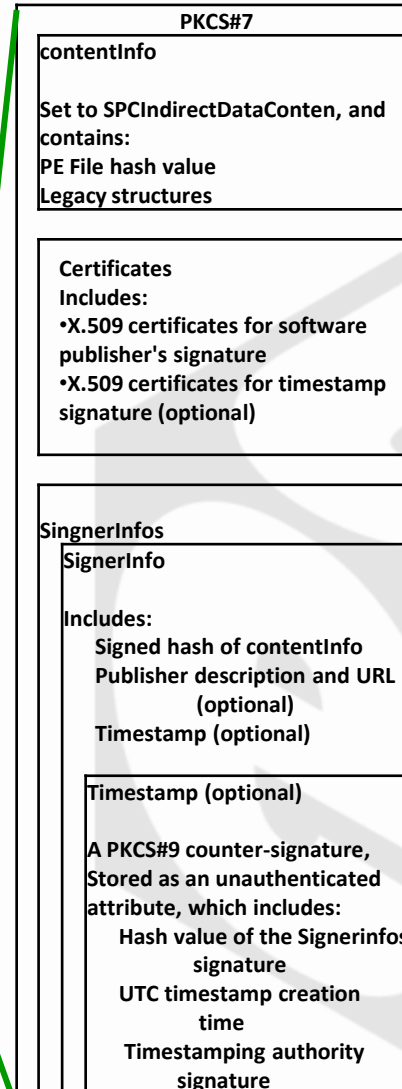 PKCS#7
contentInfo
Set to SPCIndirectDataConten, and
contains:
PE File hash value
Legacy structures
Certificates
Includes:
•X.509 certificates for software
publisher's signature
•X.509 certificates for timestamp
signature (optional)
SingnerInfos
SignerInfo
Includes:
Signed hash of contentInfo
Publisher description and URL
(optional)
Timestamp (optional)
Timestamp (optional)
A PKCS#9 counter-signature,
Stored as an unauthenticated
attribute, which includes:
Hash value of the Signerinfos
signature
UTC timestamp creation
time
Timestamping authority
signature